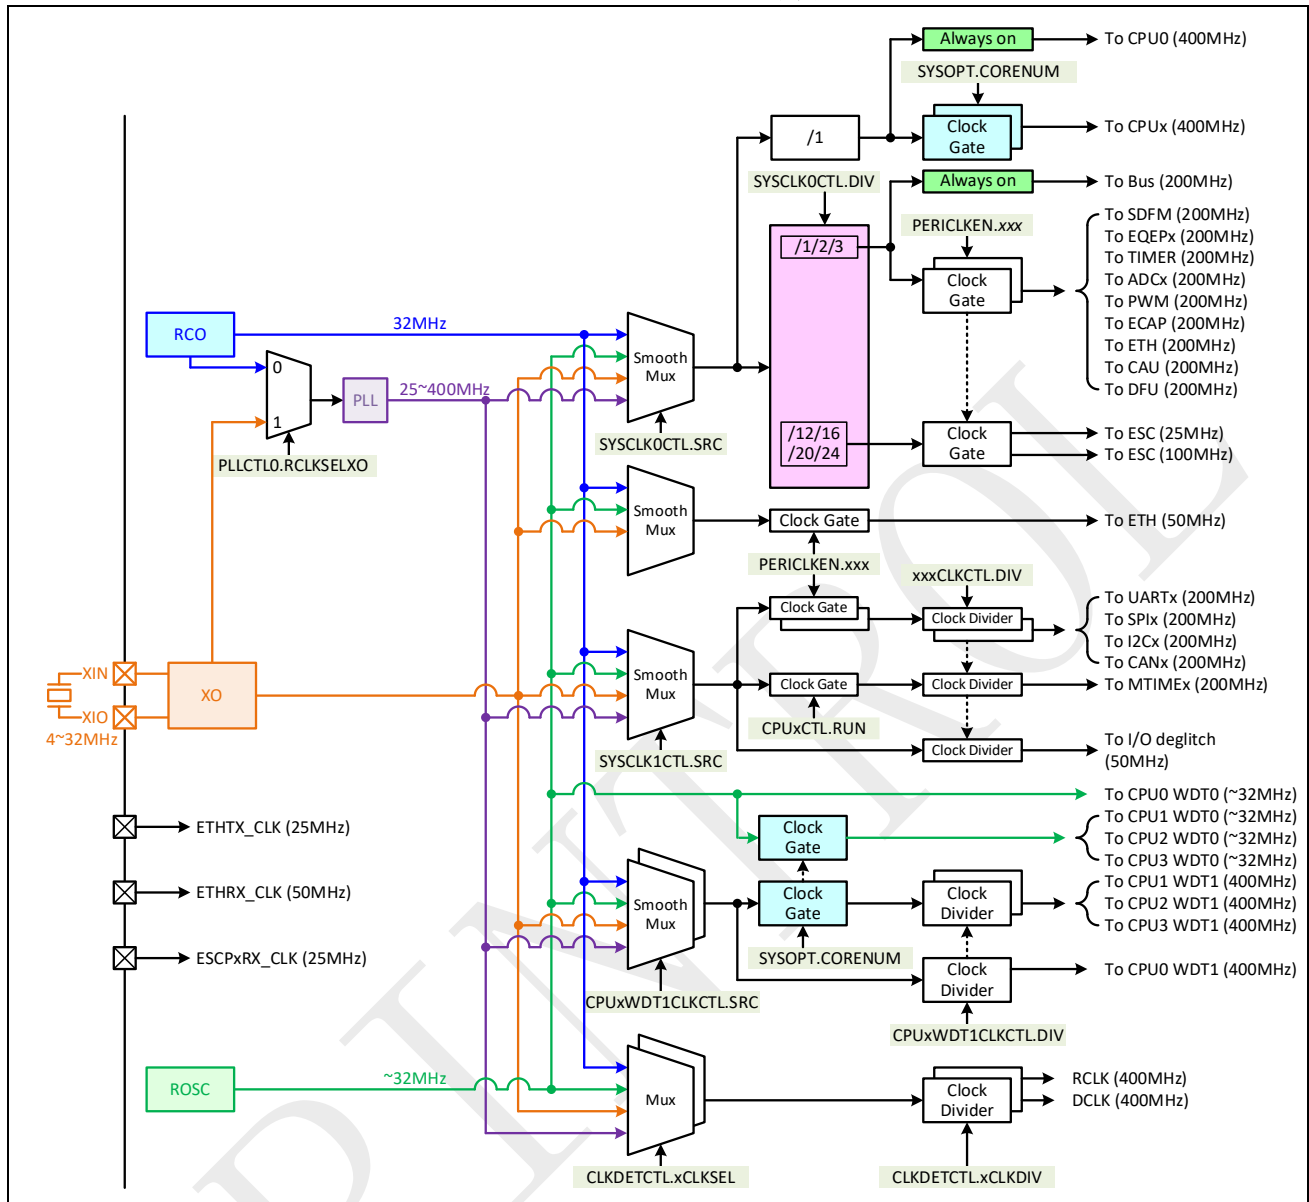 Always on
To CPU0 (400MHz)
SYSOPT.CORENUM
/1
Clock
Gate
To CPUx (400MHz)
SYSCLK0CTL.DIV
Always on
To Bus (200MHz)
/1/2/3
PERICLKEN.xxx
Clock
Gate
To SDFM (200MHz)
To EQEPx (200MHz)
To TIMER (200MHz)
To ADCx (200MHz)
To PWM (200MHz)
To ECAP (200MHz)
To ETH (200MHz)
To CAU (200MHz)
To DFU (200MHz)
RCO
32MHz
0
1
PLL
25~400MHz
PLLCTL0.RCLKSELXO
Smooth
Mux
SYSCLK0CTL.SRC
/12/16
/20/24
Clock
Gate
To ESC (25MHz)
To ESC (100MHz)
Smooth
Mux
Clock Gate
To ETH (50MHz)
PERICLKEN.xxx
xxxCLKCTL.DIV
Clock Gate
Clock Divider
To UARTx (200MHz)
To SPIx (200MHz)
To I2Cx (200MHz)
To CANx (200MHz)
XIN
XIO
4~32MHz
XO
Smooth
Mux
SYSCLK1CTL.SRC
Clock Gate
CPUxCTL.RUN
Clock Divider
To MTIMEx (200MHz)
Clock Divider
To I/O deglitch
(50MHz)
To CPU0 WDT0 (~32MHz)
Clock
Gate
To CPU1 WDT0 (~32MHz)
To CPU2 WDT0 (~32MHz)
To CPU3 WDT0 (~32MHz)
ETHTX_CLK (25MHz)
ETHRX_CLK (50MHz)
ESCPxRX_CLK (25MHz)
Smooth
Mux
CPUxWDT1CLKCTL.SRC
Clock
Gate
SYSOPT.CORENUM
Clock
Divider
To CPU1 WDT1 (400MHz)
To CPU2 WDT1 (400MHz)
To CPU3 WDT1 (400MHz)
Clock
Divider
To CPU0 WDT1 (400MHz)
CPUxWDT1CLKCTL.DIV
ROSC
~32MHz
Mux
CLKDETCTL.xCLKSEL
Clock
Divider
RCLK (400MHz)
DCLK (400MHz)
CLKDETCTL.xCLKDIV